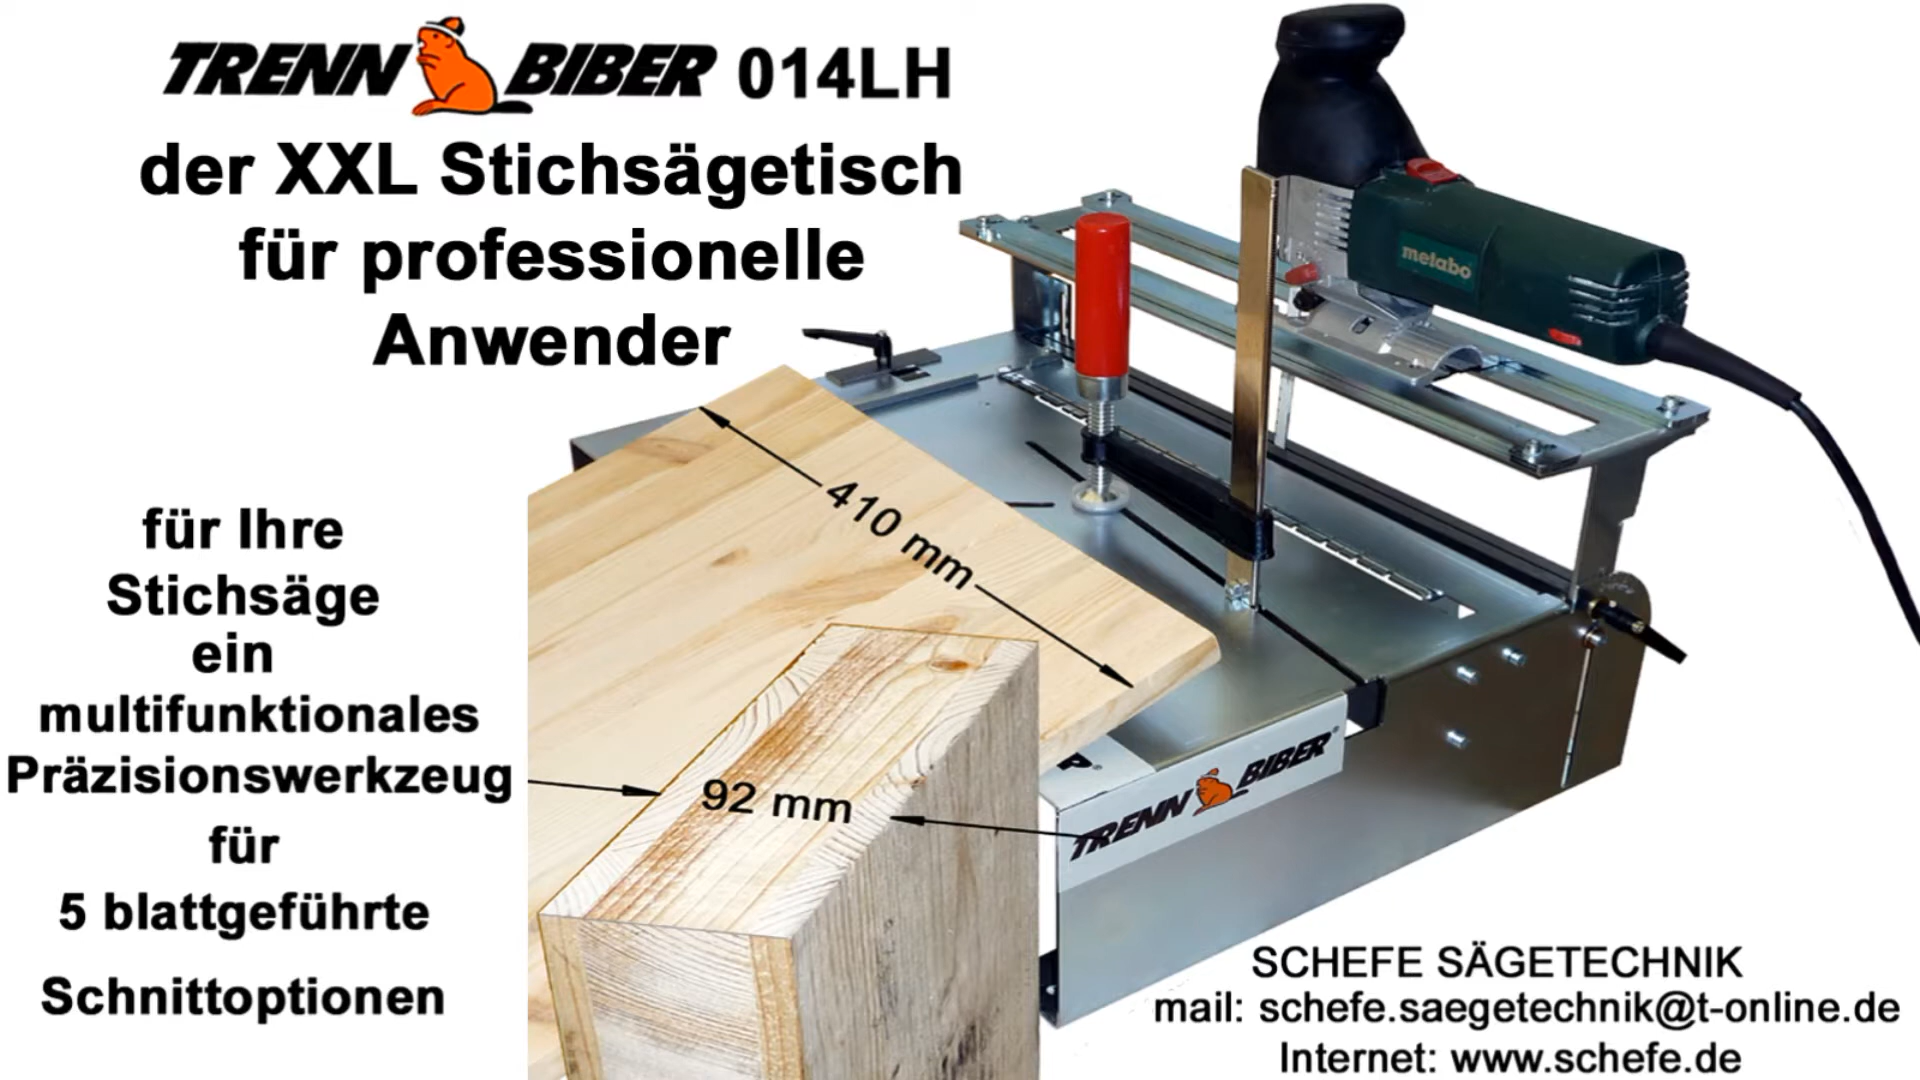 TRENN BIBER 014LH
der XXL Stichsägetisch
für professionelle
Anwender
für Ihre
Stichsäge
ein
multifunktionales
Präzisionswerkzeug
für
5 blattgeführte
Schnittoptionen
metabo
410 mm
92 mm
P®
TRENN BIBER®
SCHEFE SÄGETECHNIK
mail: schefe.saegetechnik@t-online.de
Internet: www.schefe.de